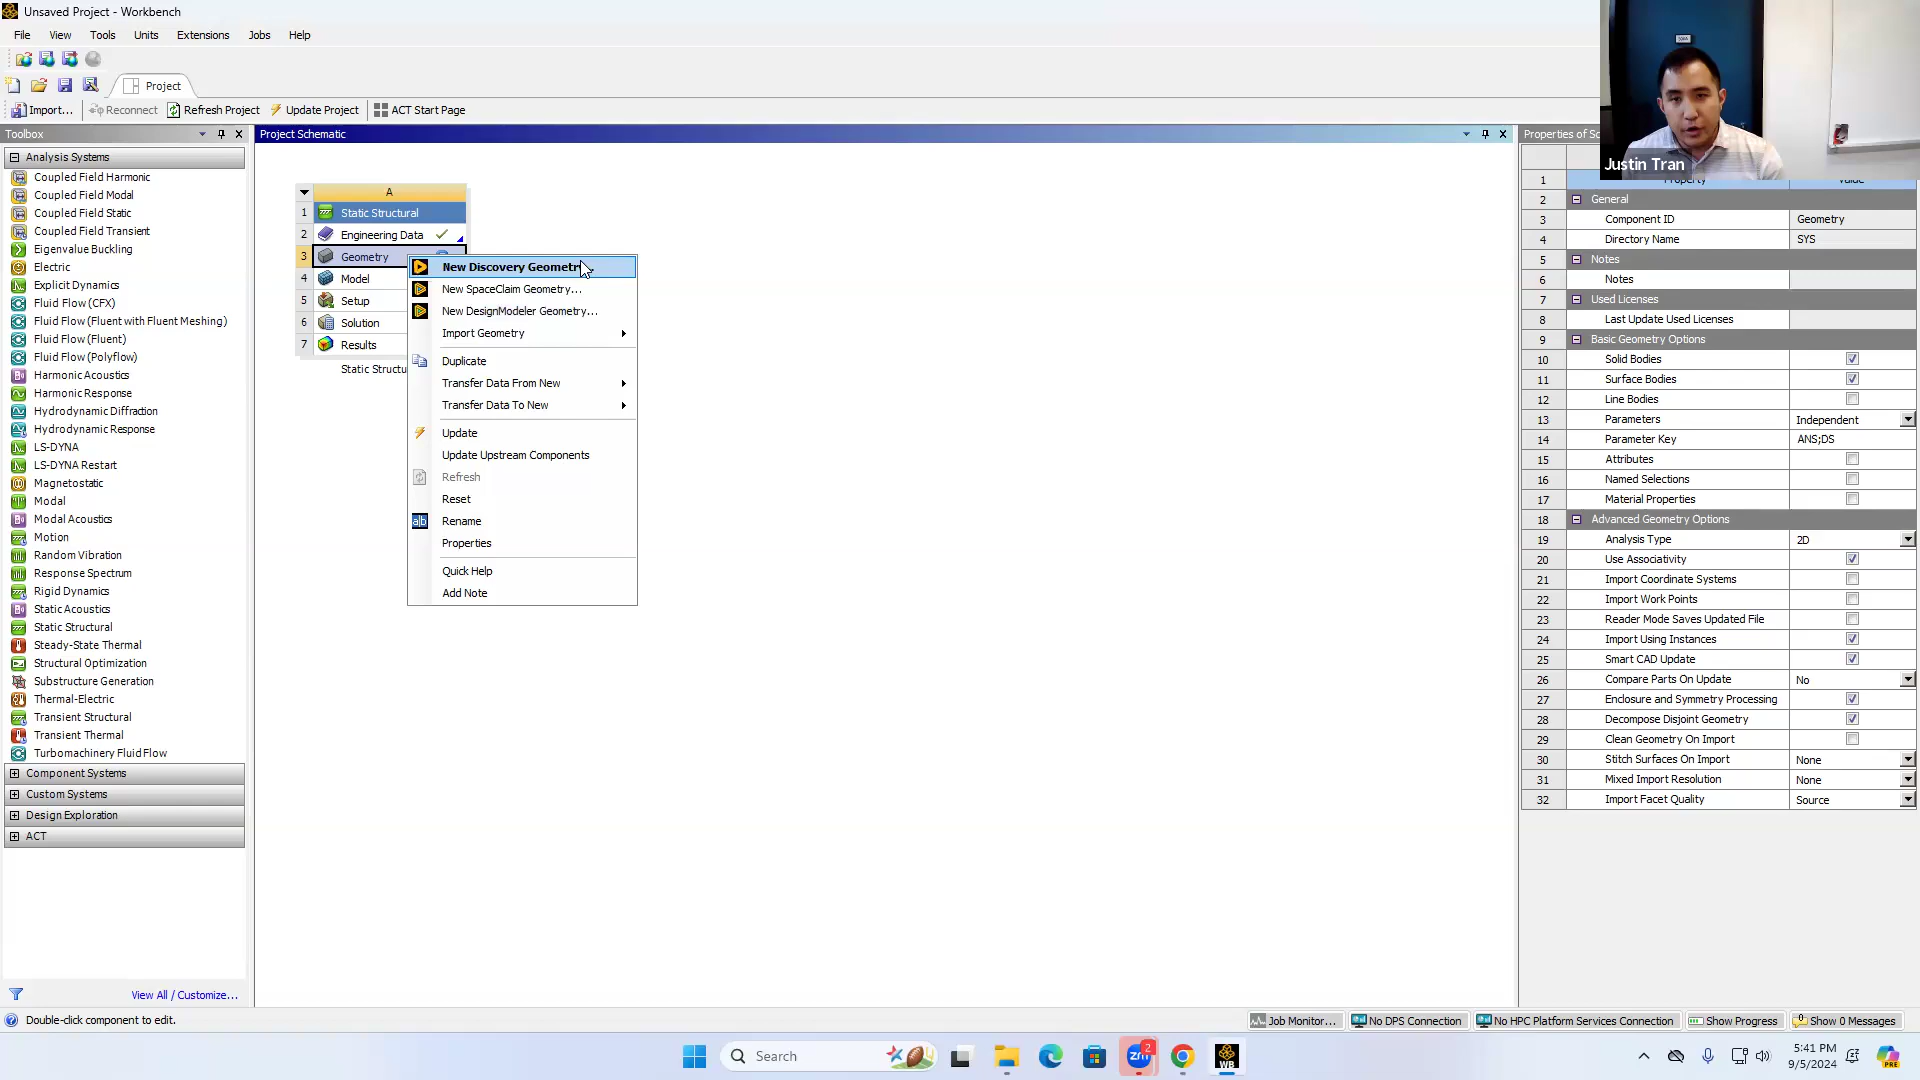 Unsaved Project - Workbench
File View Tools Units Extensions Jobs Help
Project
Import... Reconnect Refresh Project Update Project ACT Start Page
Toolbox
Analysis Systems
Coupled Field Harmonic
Coupled Field Modal
Coupled Field Static
Coupled Field Transient
Eigenvalue Buckling
Electric
Explicit Dynamics
Fluid Flow (CFX)
Fluid Flow (Fluent with Fluent Meshing)
Fluid Flow (Fluent)
Fluid Flow (Polyflow)
Harmonic Acoustics
Harmonic Response
Hydrodynamic Diffraction
Hydrodynamic Response
LS-DYNA
LS-DYNA Restart
Magnetostatic
Modal
Modal Acoustics
Motion
Random Vibration
Response Spectrum
Rigid Dynamics
Static Acoustics
Static Structural
Steady-State Thermal
Structural Optimization
Substructure Generation
Thermal-Electric
Transient Structural
Transient Thermal
Turbomachinery Fluid Flow
Component Systems
Custom Systems
Design Exploration
ACT
View All / Customize...
Project Schematic
A
1 Static Structural
2 Engineering Data
3 Geometry
4 Model
5 Setup
6 Solution
7 Results
Static Structu
New Discovery Geometr
New SpaceClaim Geometry...
New DesignModeler Geometry...
Import Geometry
Duplicate
Transfer Data From New
Transfer Data To New
Update
Update Upstream Components
Refresh
Reset
Rename
Properties
Quick Help
Add Note
Justin Tran
Properties of Sc
1 Property Value
2 General
3 Component ID Geometry
4 Directory Name SYS
5 Notes
6 Notes
7 Used Licenses
8 Last Update Used Licenses
9 Basic Geometry Options
10 Solid Bodies
11 Surface Bodies
12 Line Bodies
13 Parameters Independent
14 Parameter Key ANS;DS
15 Attributes
16 Named Selections
17 Material Properties
18 Advanced Geometry Options
19 Analysis Type 2D
20 Use Associativity
21 Import Coordinate Systems
22 Import Work Points
23 Reader Mode Saves Updated File
24 Import Using Instances
25 Smart CAD Update
26 Compare Parts On Update No
27 Enclosure and Symmetry Processing
28 Decompose Disjoint Geometry
29 Clean Geometry On Import
30 Stitch Surfaces On Import None
31 Mixed Import Resolution None
32 Import Facet Quality Source
Double-click component to edit.
Job Monitor... No DPS Connection No HPC Platform Services Connection Show Progress Show 0 Messages
Search
zm 2
WB
5:41 PM
9/5/2024
PRE